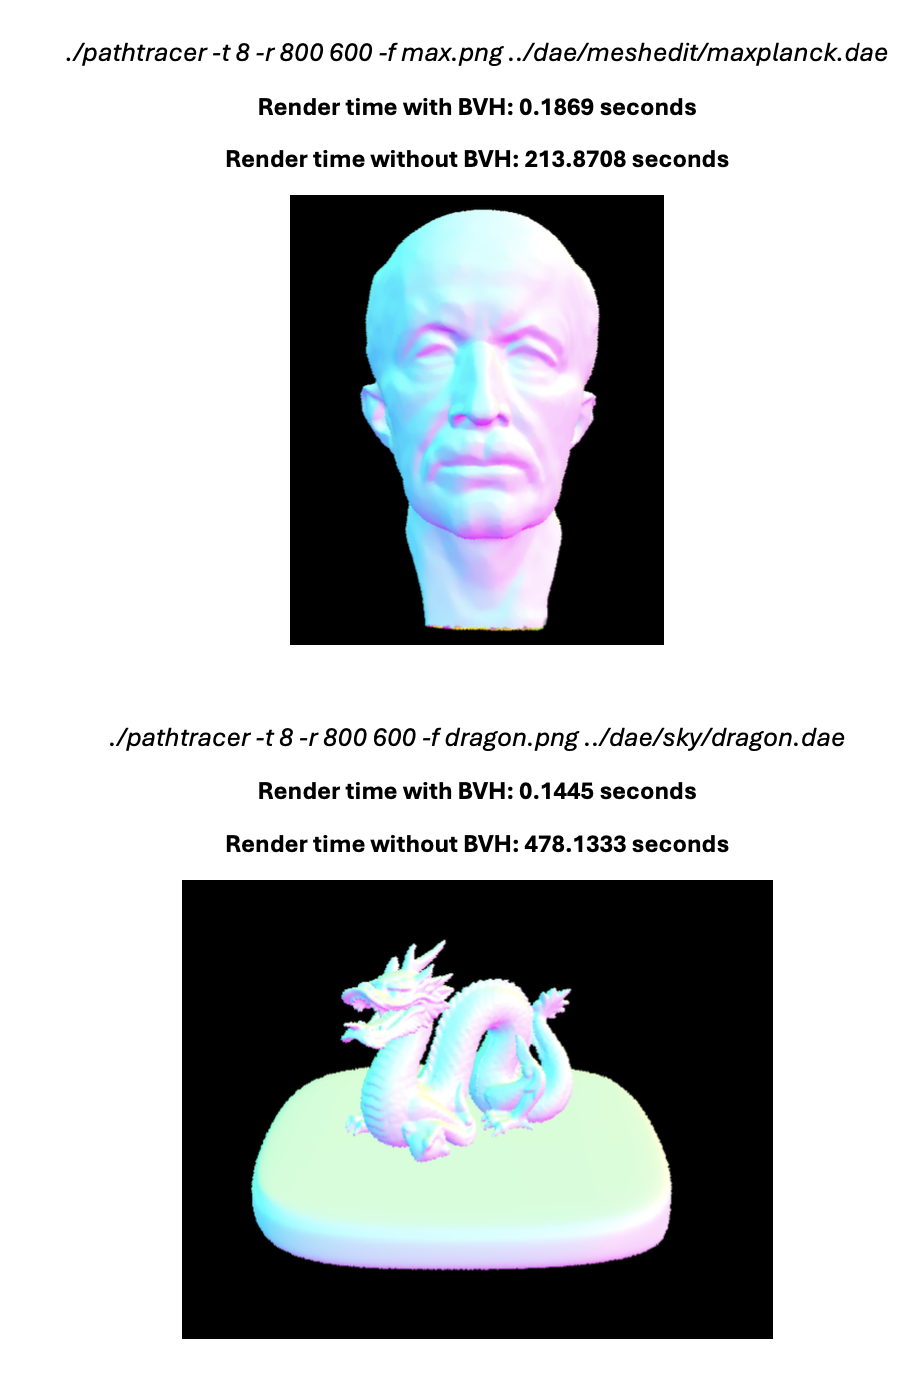 ./pathtracer -t 8 -r 800 600 -f max.png ../dae/meshedit/maxplanck.dae
Render time with BVH: 0.1869 seconds
Render time without BVH: 213.8708 seconds
./pathtracer -t 8 -r 800 600 -f dragon.png ../dae/sky/dragon.dae
Render time with BVH: 0.1445 seconds
Render time without BVH: 478.1333 seconds